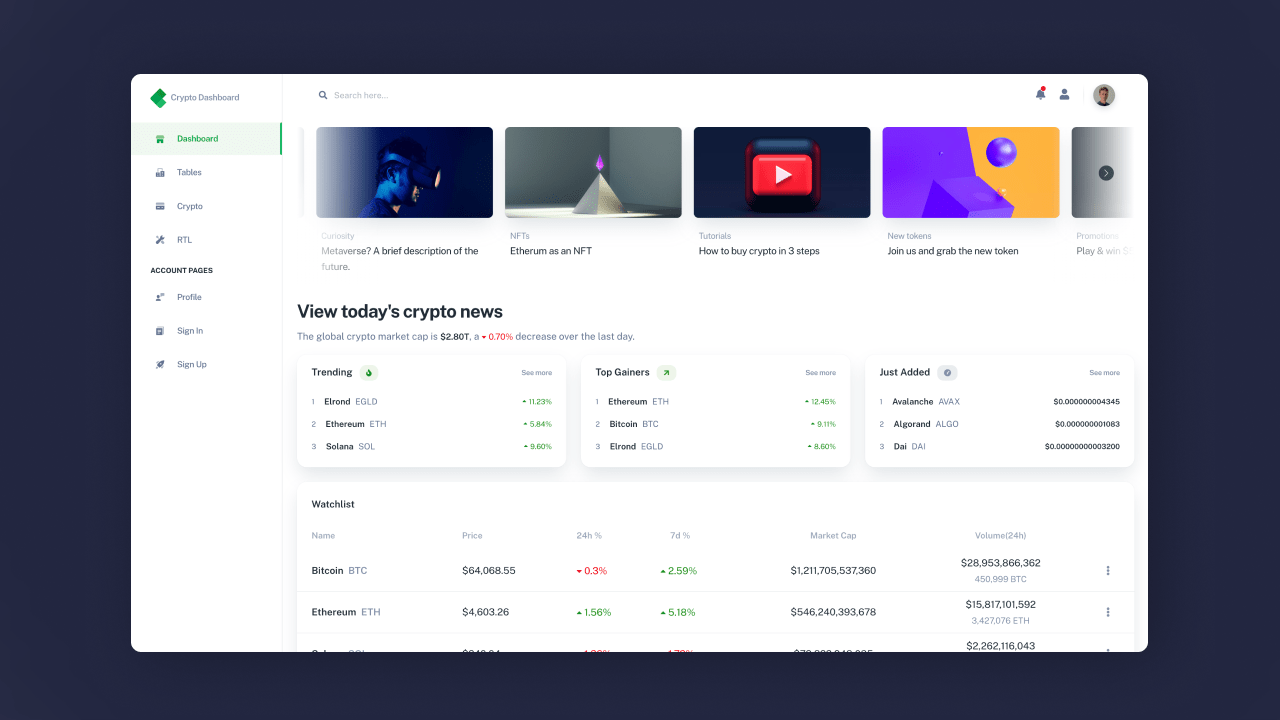 Crypto Dashboard
Search here...
Dashboard
Tables
Crypto
RTL
ACCOUNT PAGES
Profile
Sign In
Sign Up
Curiosity
Metaverse? A brief description of the
future.
NFTs
Etherum as an NFT
Tutorials
How to buy crypto in 3 steps
New tokens
Join us and grab the new token
Promotions
Play & win
View today's crypto news
The global crypto market cap is $2.80T, a 0.70% decrease over the last day.
Trending See more
1 Elrond EGLD 11.23%
2 Ethereum ETH 5.84%
3 Solana SOL 9.60%
Top Gainers See more
1 Ethereum ETH 12.45%
2 Bitcoin BTC 9.11%
3 Elrond EGLD 8.60%
Just Added See more
1 Avalanche AVAX $0.000000004345
2 Algorand ALGO $0.000000001083
3 Dai DAI $0.00000000003200
Watchlist
Name Price 24h % 7d % Market Cap Volume(24h)
Bitcoin BTC $64,068.55 0.3% 2.59% $1,211,705,537,360 $28,953,866,362
450,999 BTC
Ethereum ETH $4,603.26 1.56% 5.18% $546,240,393,678 $15,817,101,592
3,427,076 ETH
$2,262,116,043